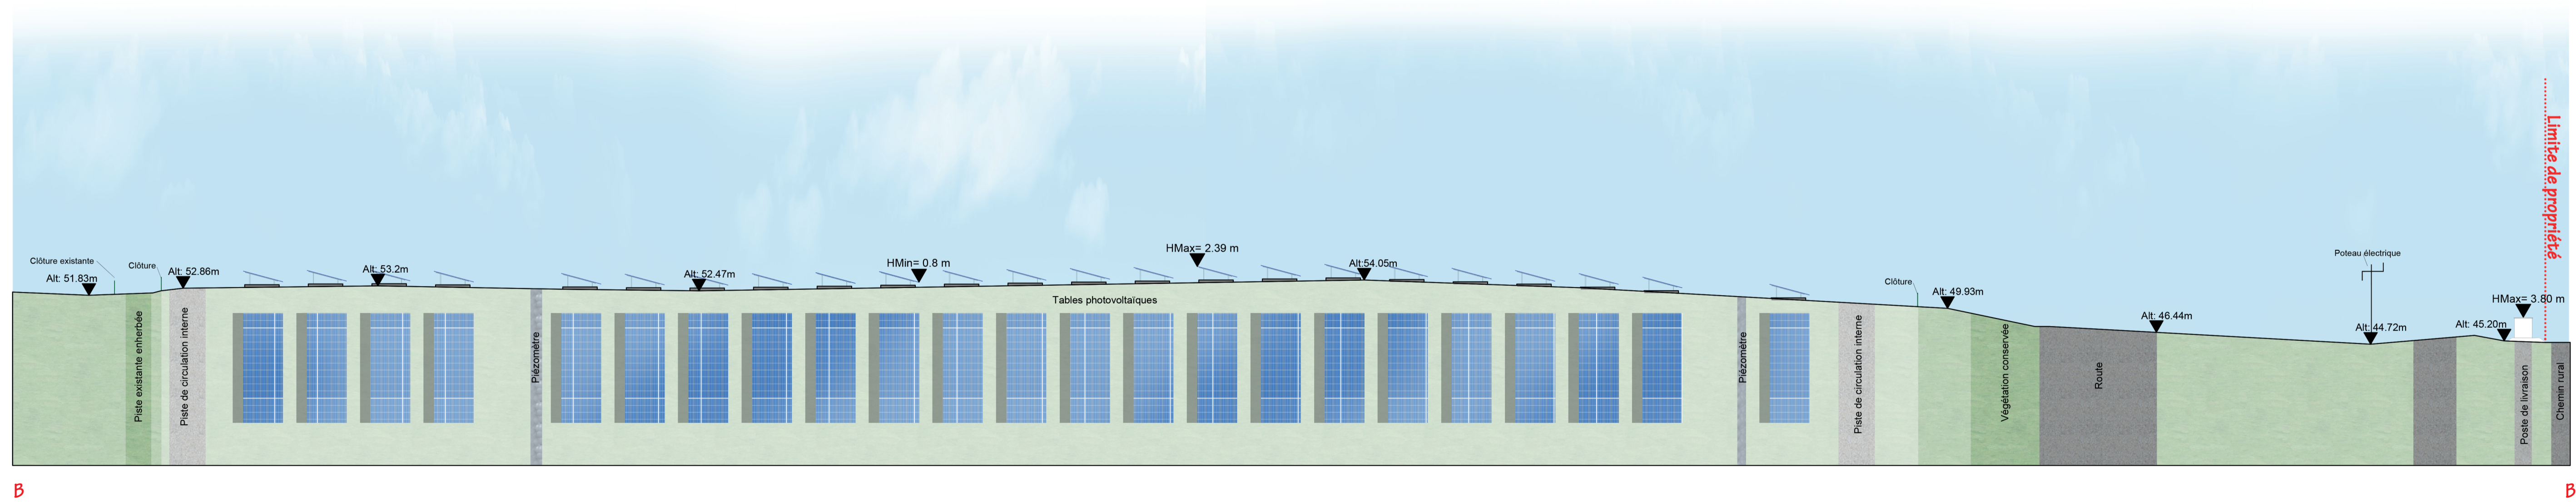 Clôture existante
Alt: 51.83m
Clôture
Alt: 52.86m
Alt: 53.2m
Alt: 52.47m
HMin= 0.8 m
HMax= 2.39 m
Alt:54.05m
Clôture
Alt: 49.93m
Alt: 46.44m
Poteau électrique
Alt: 44.72m
Alt: 45.20m
HMax= 3.80 m
Limite de propriété
Tables photovoltaïques
Piste existante enherbée
Piste de circulation interne
Piézomètre
Piézomètre
Piste de circulation interne
Végétation conservée
Route
Poste de livraison
Chemin rural
B
B